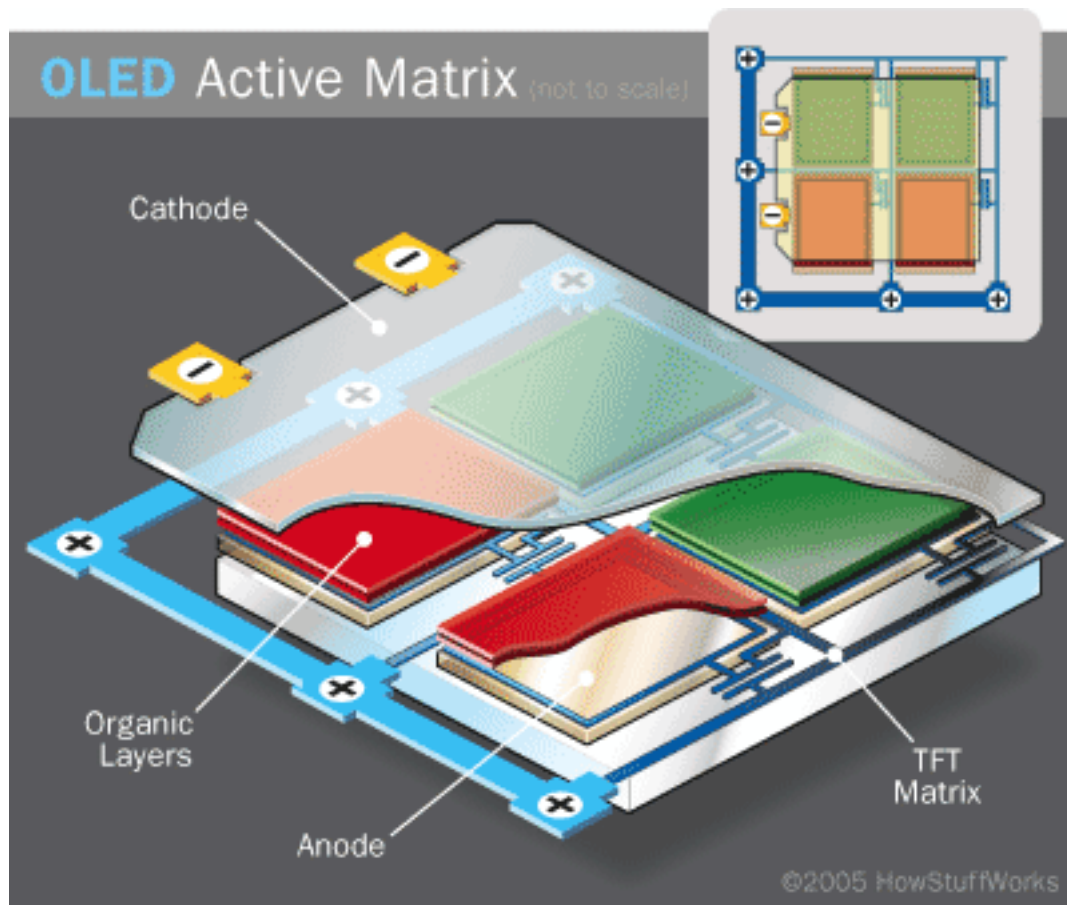 OLED Active Matrix (not to scale)
Cathode
Organic
Layers
Anode
TFT
Matrix
©2005 HowStuffWorks